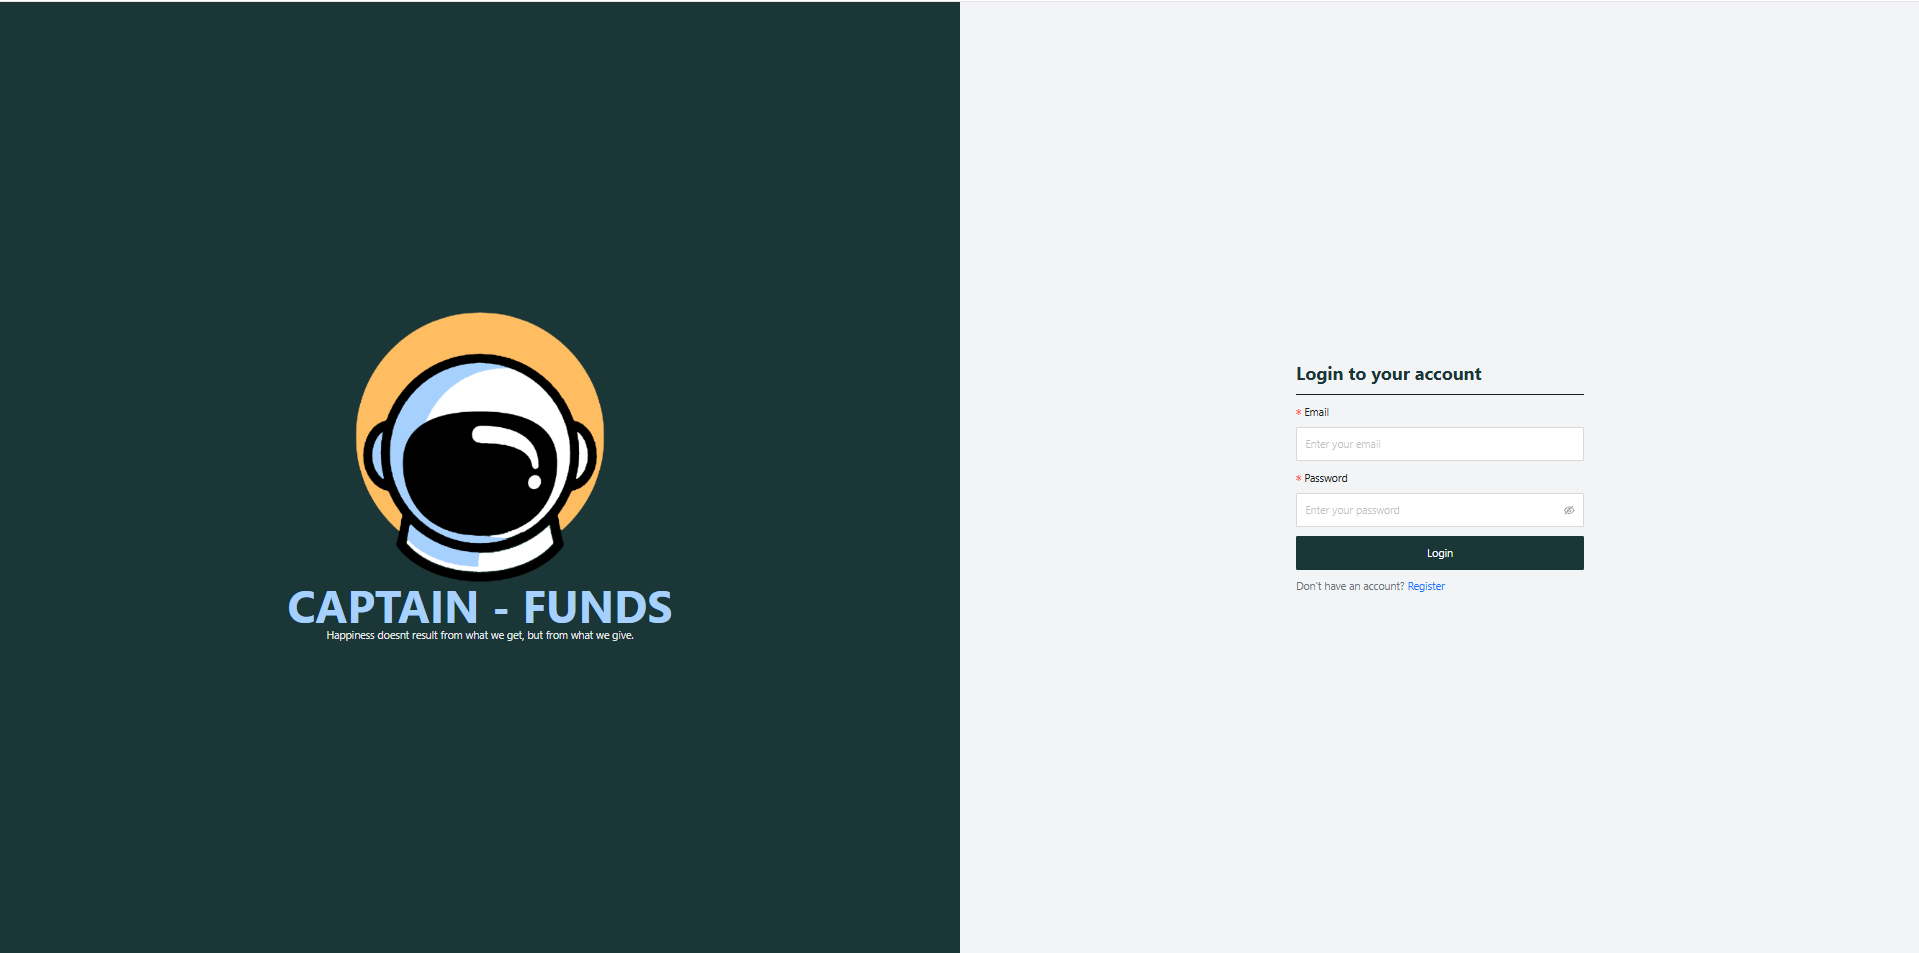 CAPTAIN - FUNDS
Happiness doesnt result from what we get, but from what we give.
Login to your account
* Email
Enter your email
* Password
Enter your password
Login
Don't have an account? Register